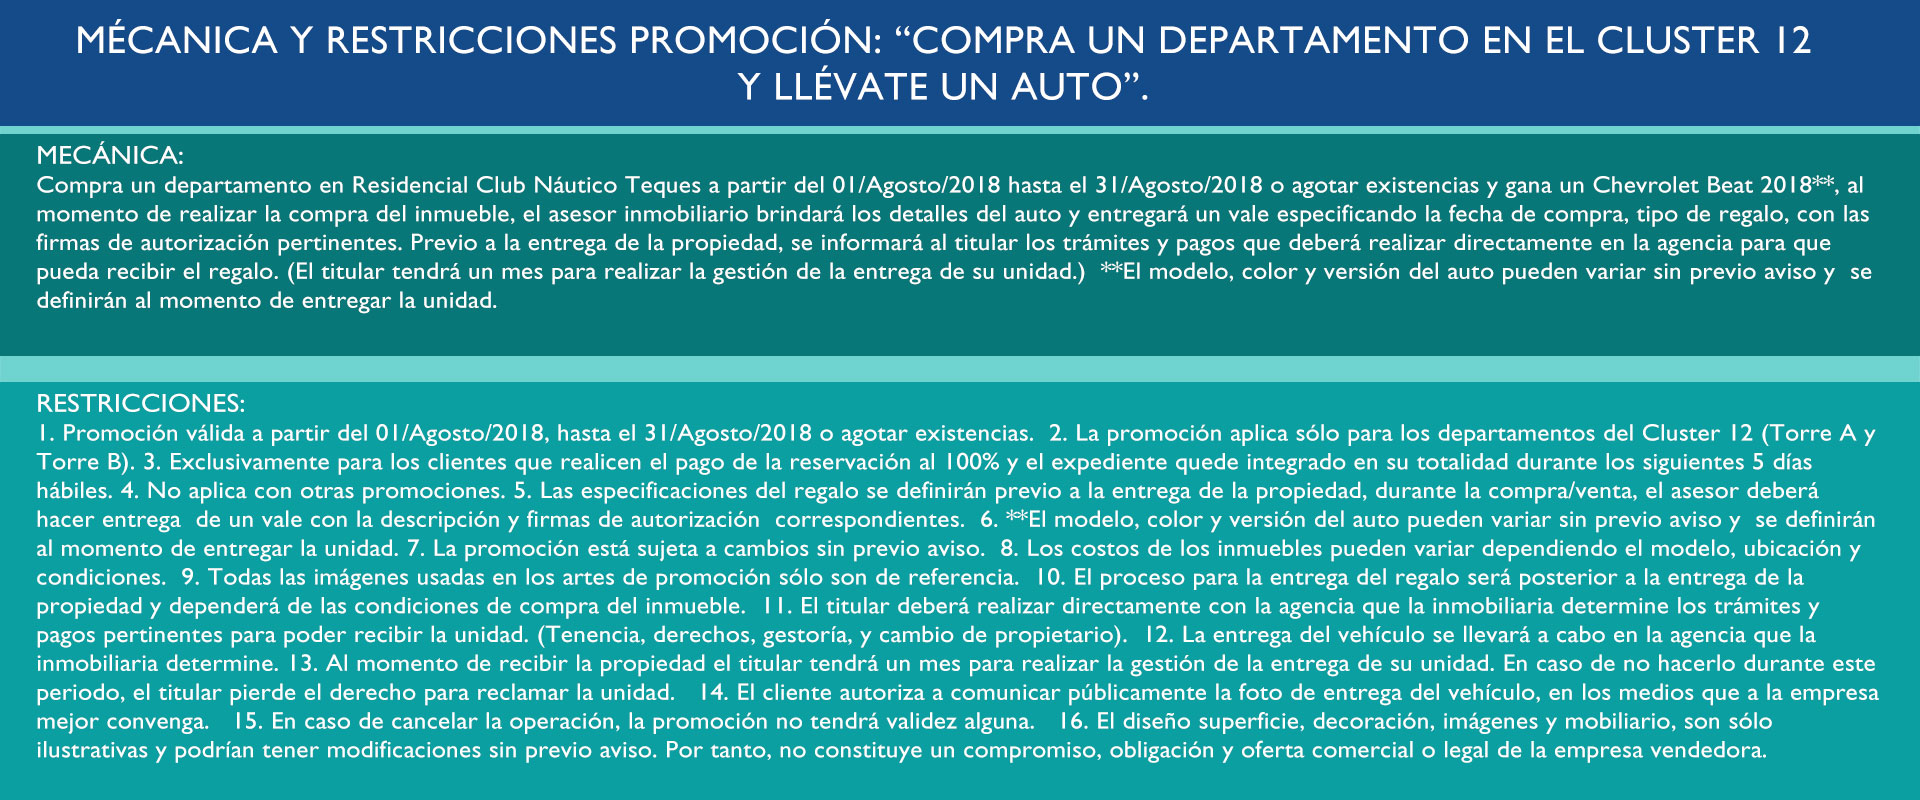 MÉCANICA Y RESTRICCIONES PROMOCIÓN: “COMPRA UN DEPARTAMENTO EN EL CLUSTER 12
Y LLÉVATE UN AUTO”.
MECÁNICA:
Compra un departamento en Residencial Club Náutico Teques a partir del 01/Agosto/2018 hasta el 31/Agosto/2018 o agotar existencias y gana un Chevrolet Beat 2018**, al
momento de realizar la compra del inmueble, el asesor inmobiliario brindará los detalles del auto y entregará un vale especificando la fecha de compra, tipo de regalo, con las
firmas de autorización pertinentes. Previo a la entrega de la propiedad, se informará al titular los trámites y pagos que deberá realizar directamente en la agencia para que
pueda recibir el regalo. (El titular tendrá un mes para realizar la gestión de la entrega de su unidad.)  **El modelo, color y versión del auto pueden variar sin previo aviso y  se
definirán al momento de entregar la unidad.
RESTRICCIONES:
1. Promoción válida a partir del 01/Agosto/2018, hasta el 31/Agosto/2018 o agotar existencias.  2. La promoción aplica sólo para los departamentos del Cluster 12 (Torre A y
Torre B). 3. Exclusivamente para los clientes que realicen el pago de la reservación al 100% y el expediente quede integrado en su totalidad durante los siguientes 5 días
hábiles. 4. No aplica con otras promociones. 5. Las especificaciones del regalo se definirán previo a la entrega de la propiedad, durante la compra/venta, el asesor deberá
hacer entrega  de un vale con la descripción y firmas de autorización  correspondientes.  6. **El modelo, color y versión del auto pueden variar sin previo aviso y  se definirán
al momento de entregar la unidad. 7. La promoción está sujeta a cambios sin previo aviso.  8. Los costos de los inmuebles pueden variar dependiendo el modelo, ubicación y
condiciones.  9. Todas las imágenes usadas en los artes de promoción sólo son de referencia.  10. El proceso para la entrega del regalo será posterior a la entrega de la
propiedad y dependerá de las condiciones de compra del inmueble.  11. El titular deberá realizar directamente con la agencia que la inmobiliaria determine los trámites y
pagos pertinentes para poder recibir la unidad. (Tenencia, derechos, gestoría, y cambio de propietario).  12. La entrega del vehículo se llevará a cabo en la agencia que la
inmobiliaria determine. 13. Al momento de recibir la propiedad el titular tendrá un mes para realizar la gestión de la entrega de su unidad. En caso de no hacerlo durante este
periodo, el titular pierde el derecho para reclamar la unidad.   14. El cliente autoriza a comunicar públicamente la foto de entrega del vehículo, en los medios que a la empresa
mejor convenga.   15. En caso de cancelar la operación, la promoción no tendrá validez alguna.   16. El diseño superficie, decoración, imágenes y mobiliario, son sólo
ilustrativas y podrían tener modificaciones sin previo aviso. Por tanto, no constituye un compromiso, obligación y oferta comercial o legal de la empresa vendedora.